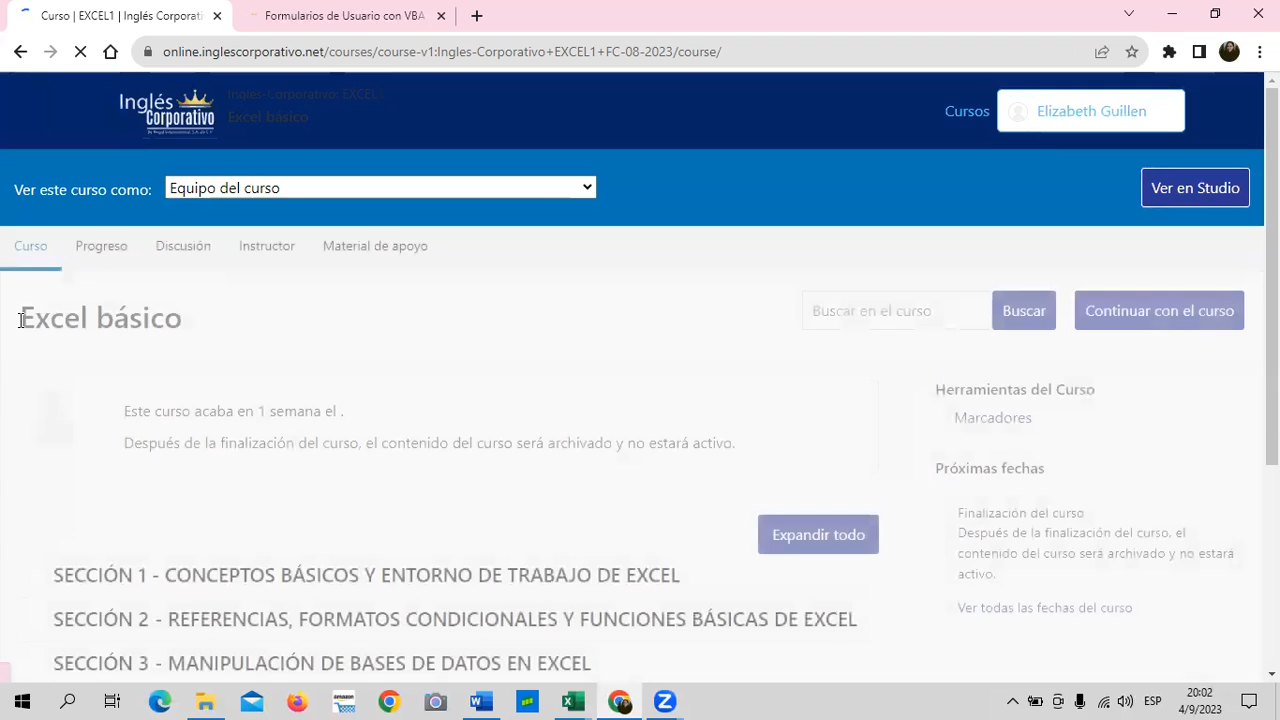 Curso | EXCEL1 | Inglés Corporati
Formularios de Usuario con VBA
online.inglescorporativo.net/courses/course-v1:Ingles-Corporativo+EXCEL1+FC-08-2023/course/
Inglés
Corporativo
Ingles-Corporativo: EXCEL1
Excel básico
Cursos
Elizabeth Guillen
Ver este curso como:
Equipo del curso
Ver en Studio
Curso
Progreso
Discusión
Instructor
Material de apoyo
Excel básico
Buscar en el curso
Buscar
Continuar con el curso
Este curso acaba en 1 semana el .
Después de la finalización del curso, el contenido del curso será archivado y no estará activo.
Herramientas del Curso
Marcadores
Próximas fechas
Finalización del curso
Después de la finalización del curso, el
contenido del curso será archivado y no estará
activo.
Ver todas las fechas del curso
Expandir todo
SECCIÓN 1 - CONCEPTOS BÁSICOS Y ENTORNO DE TRABAJO DE EXCEL
SECCIÓN 2 - REFERENCIAS, FORMATOS CONDICIONALES Y FUNCIONES BÁSICAS DE EXCEL
SECCIÓN 3 - MANIPULACIÓN DE BASES DE DATOS EN EXCEL
amazon
ESP
20:02
4/9/2023